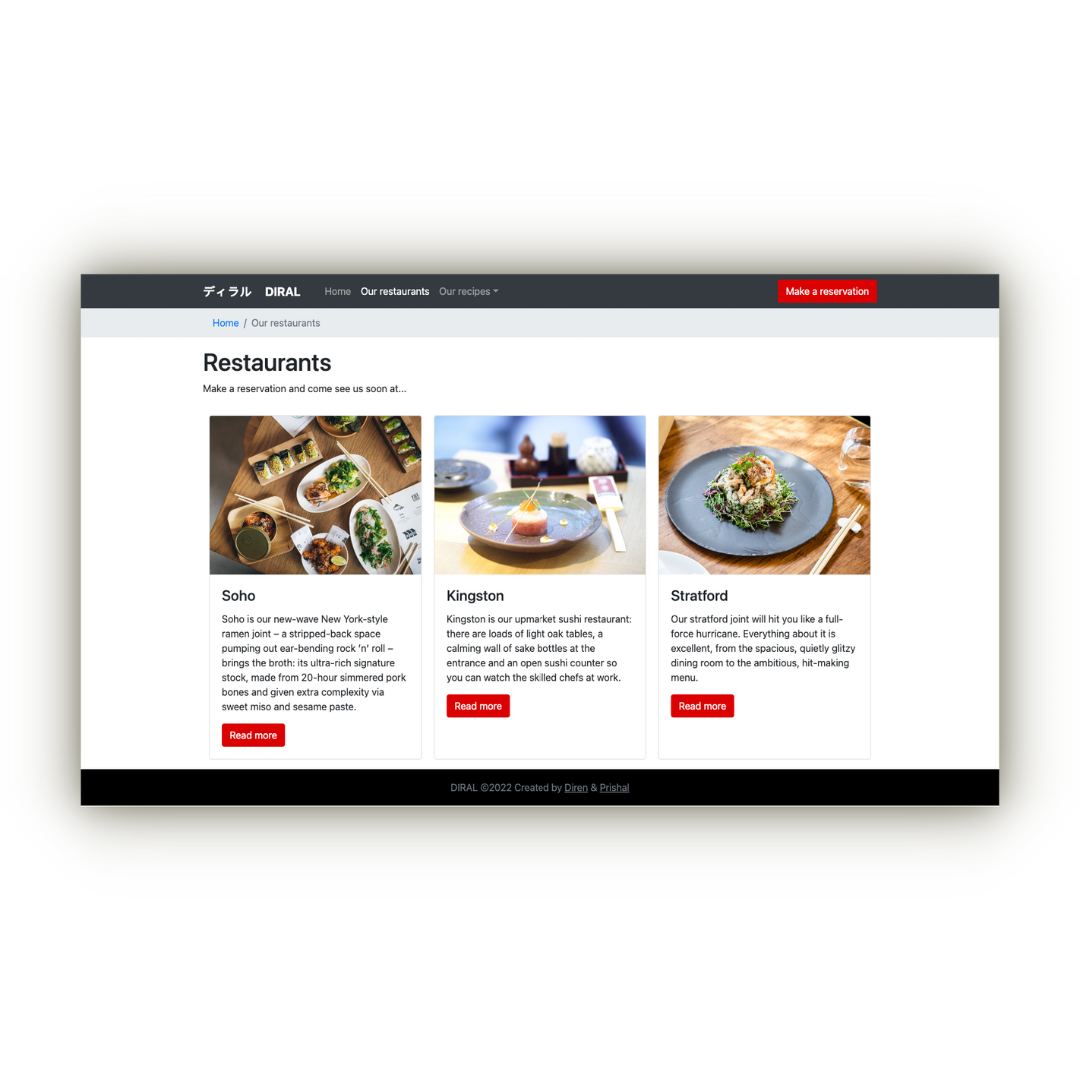 ディラル DIRAL Home Our restaurants Our recipes Make a reservation
Home / Our restaurants
Restaurants
Make a reservation and come see us soon at...
Soho
Soho is our new-wave New York-style
ramen joint – a stripped-back space
pumping out ear-bending rock ’n’ roll –
brings the broth: its ultra-rich signature
stock, made from 20-hour simmered pork
bones and given extra complexity via
sweet miso and sesame paste.
Read more
Kingston
Kingston is our upmarket sushi restaurant:
there are loads of light oak tables, a
calming wall of sake bottles at the
entrance and an open sushi counter so
you can watch the skilled chefs at work.
Read more
Stratford
Our stratford joint will hit you like a full-
force hurricane. Everything about it is
excellent, from the spacious, quietly glitzy
dining room to the ambitious, hit-making
menu.
Read more
DIRAL ©2022 Created by Diren & Prishal